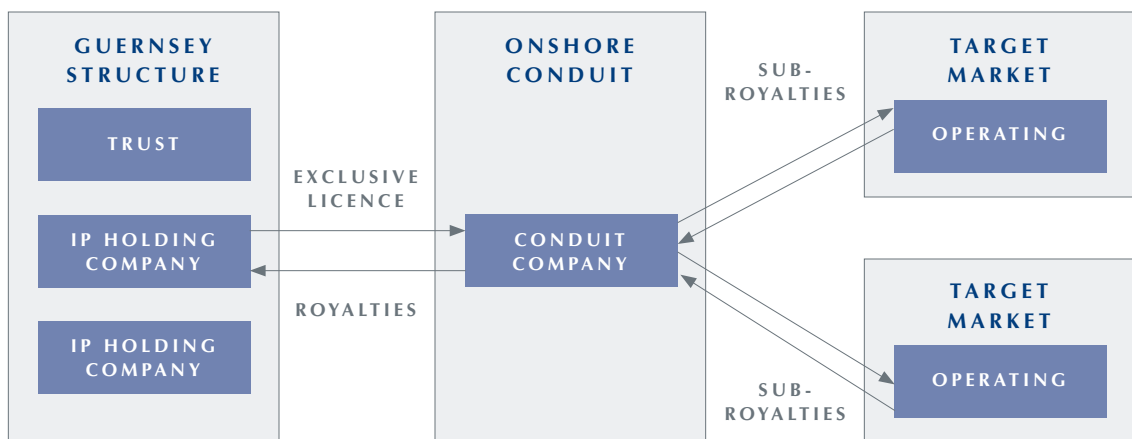 GUERNSEY
STRUCTURE
TRUST
IP HOLDING
COMPANY
IP HOLDING
COMPANY
EXCLUSIVE
LICENCE
ROYALTIES
ONSHORE
CONDUIT
CONDUIT
COMPANY
SUB-
ROYALTIES
SUB-
ROYALTIES
TARGET
MARKET
OPERATING
TARGET
MARKET
OPERATING